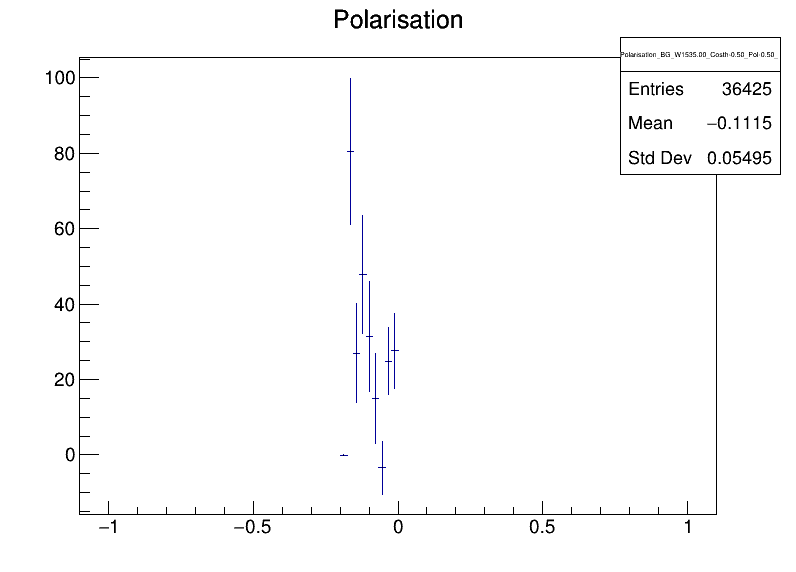 Polarisation
Polarisation_BG_W1535.00_Costh-0.50_Pol-0.50_
Entries 36425
Mean −0.1115
Std Dev 0.05495
100
80
60
40
20
0
−1 −0.5 0 0.5 1